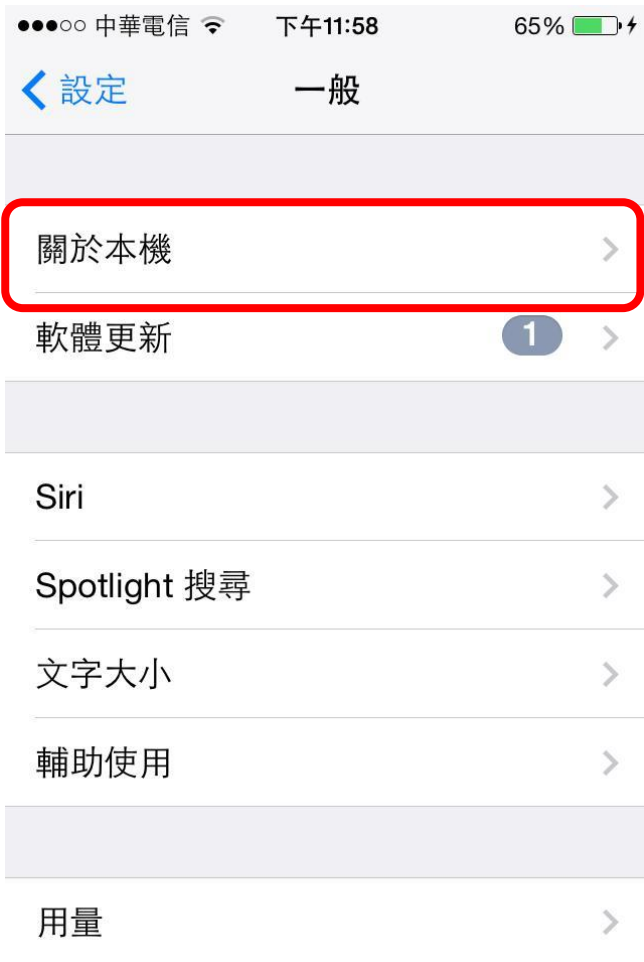 中華電信 下午11:58 65%
設定 一般
關於本機
軟體更新 1
Siri
Spotlight 搜尋
文字大小
輔助使用
用量